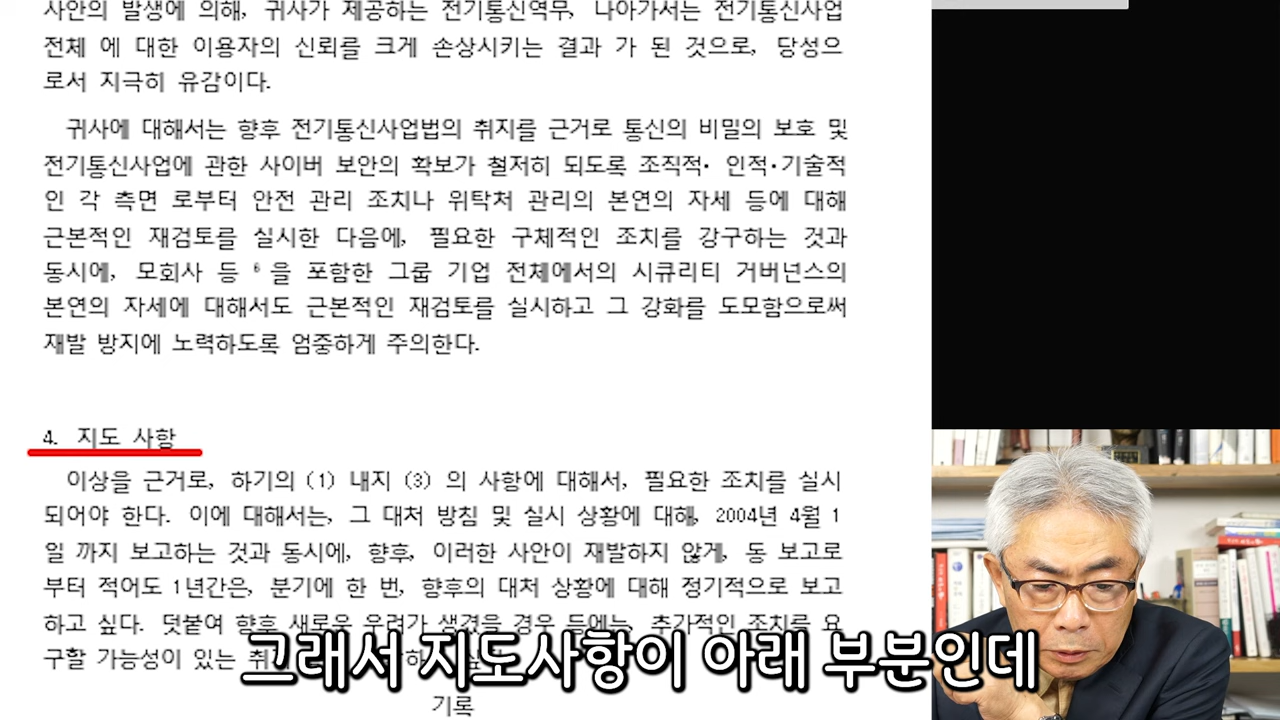 사안의 발생에 의해, 귀사가 제공하는 전기통신역무, 나아가서는 전기통신사업
전체 에 대한 이용자의 신뢰를 크게 손상시키는 결과 가 된 것으로, 당성으
로서 지극히 유감이다.
귀사에 대해서는 향후 전기통신사업법의 취지를 근거로 통신의 비밀의 보호 및
전기통신사업에 관한 사이버 보안의 확보가 철저히 되도록 조직적· 인적·기술적
인 각 측면 로부터 안전 관리 조치나 위탁처 관리의 본연의 자세 등에 대해
근본적인 재검토를 실시한 다음에, 필요한 구체적인 조치를 강구하는 것과
동시에, 모회사 등 ⁶ 을 포함한 그룹 기업 전체에서의 시큐리티 거버넌스의
본연의 자세에 대해서도 근본적인 재검토를 실시하고 그 강화를 도모함으로써
재발 방지에 노력하도록 엄중하게 주의한다.
4. 지도 사항
이상을 근거로, 하기의 (1) 내지 (3) 의 사항에 대해서, 필요한 조치를 실시
되어야 한다. 이에 대해서는, 그 대처 방침 및 실시 상황에 대해, 2004년 4월 1
일 까지 보고하는 것과 동시에, 향후, 이러한 사안이 재발하지 않게, 동 보고로
부터 적어도 1년간은, 분기에 한 번, 향후의 대처 상황에 대해 정기적으로 보고
하고 싶다. 덧붙여 향후 새로운 우려가 생겼을 경우 등에는, 추가적인 조치를 요
구할 가능성이 있는 취
그래서 지도사항이 아래 부분인데
기록